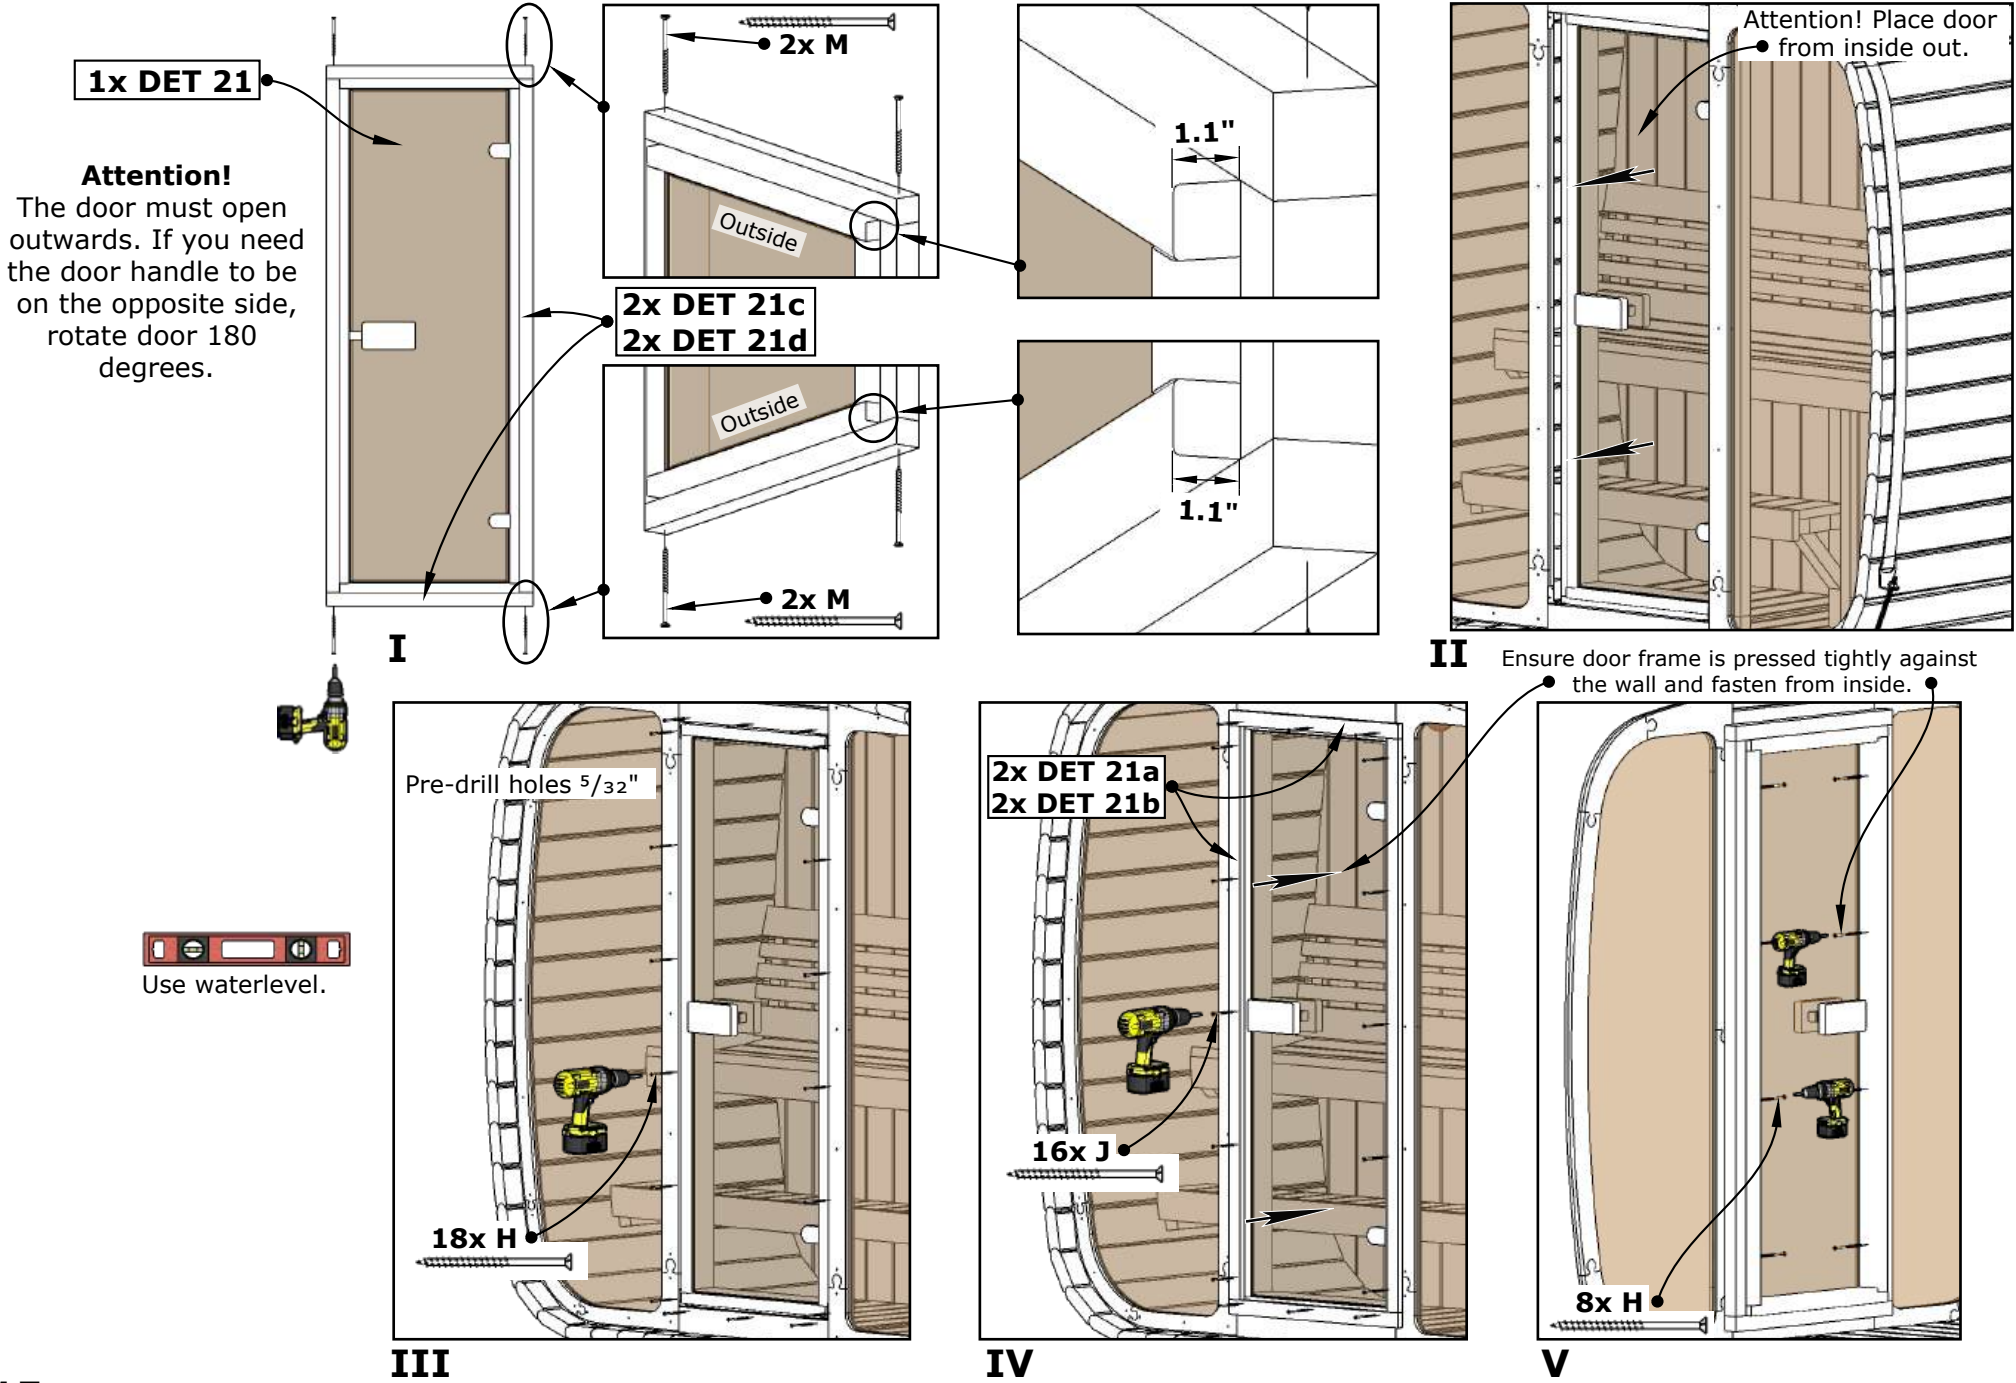 1x DET 21
Attention!
The door must open
outwards. If you need
the door handle to be
on the opposite side,
rotate door 180
degrees.
2x M
Outside
2x DET 21c
2x DET 21d
Outside
2x M
1.1"
1.1"
I
Attention! Place door
from inside out.
II
Ensure door frame is pressed tightly against
the wall and fasten from inside.
Use waterlevel.
Pre-drill holes ⁵/₃₂"
18x H
III
2x DET 21a
2x DET 21b
16x J
IV
8x H
V